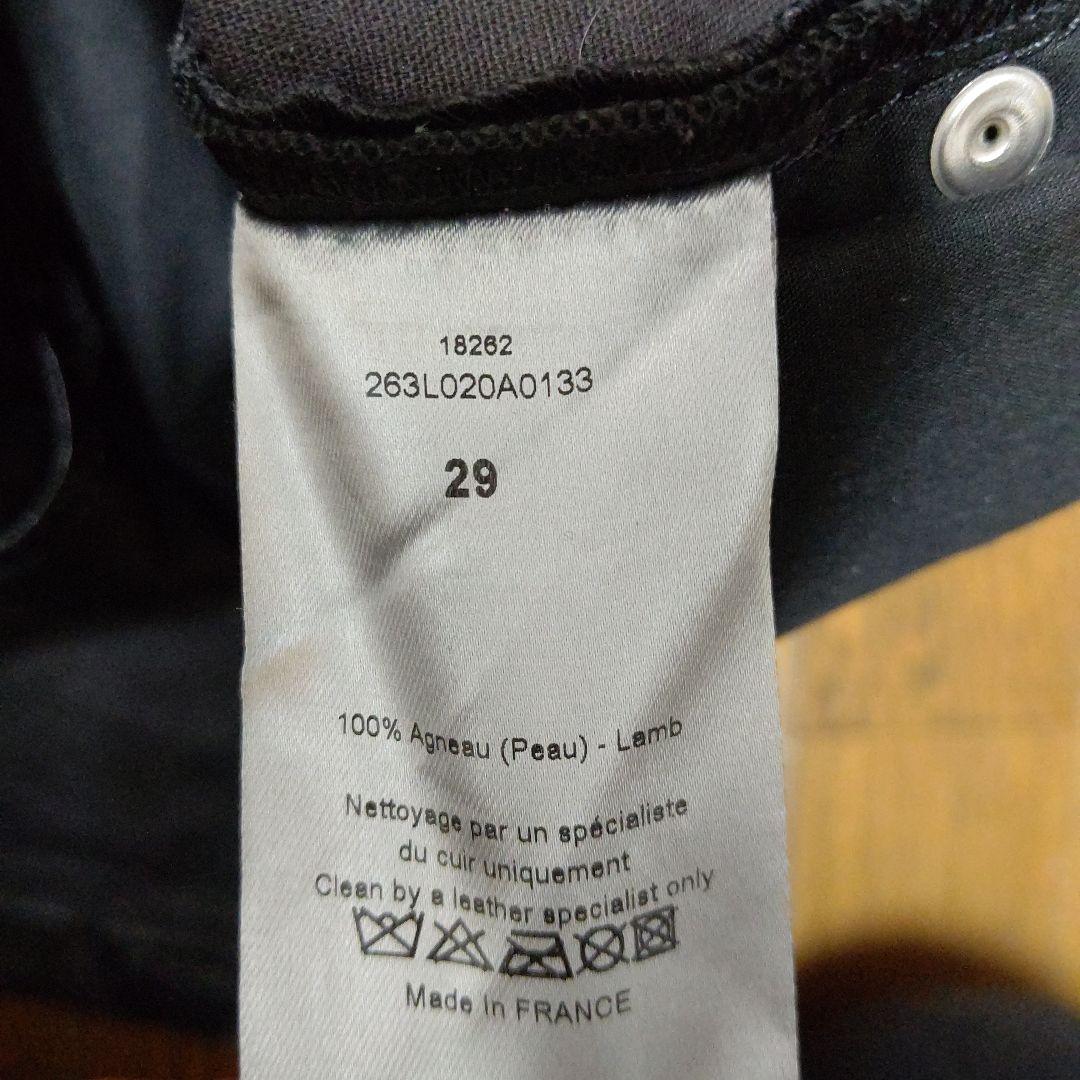 18262
263L020A0133
29
100% Agneau (Peau) - Lamb
Nettoyage par un spécialiste
du cuir uniquement
Clean by a leather specialist only
Made in FRANCE